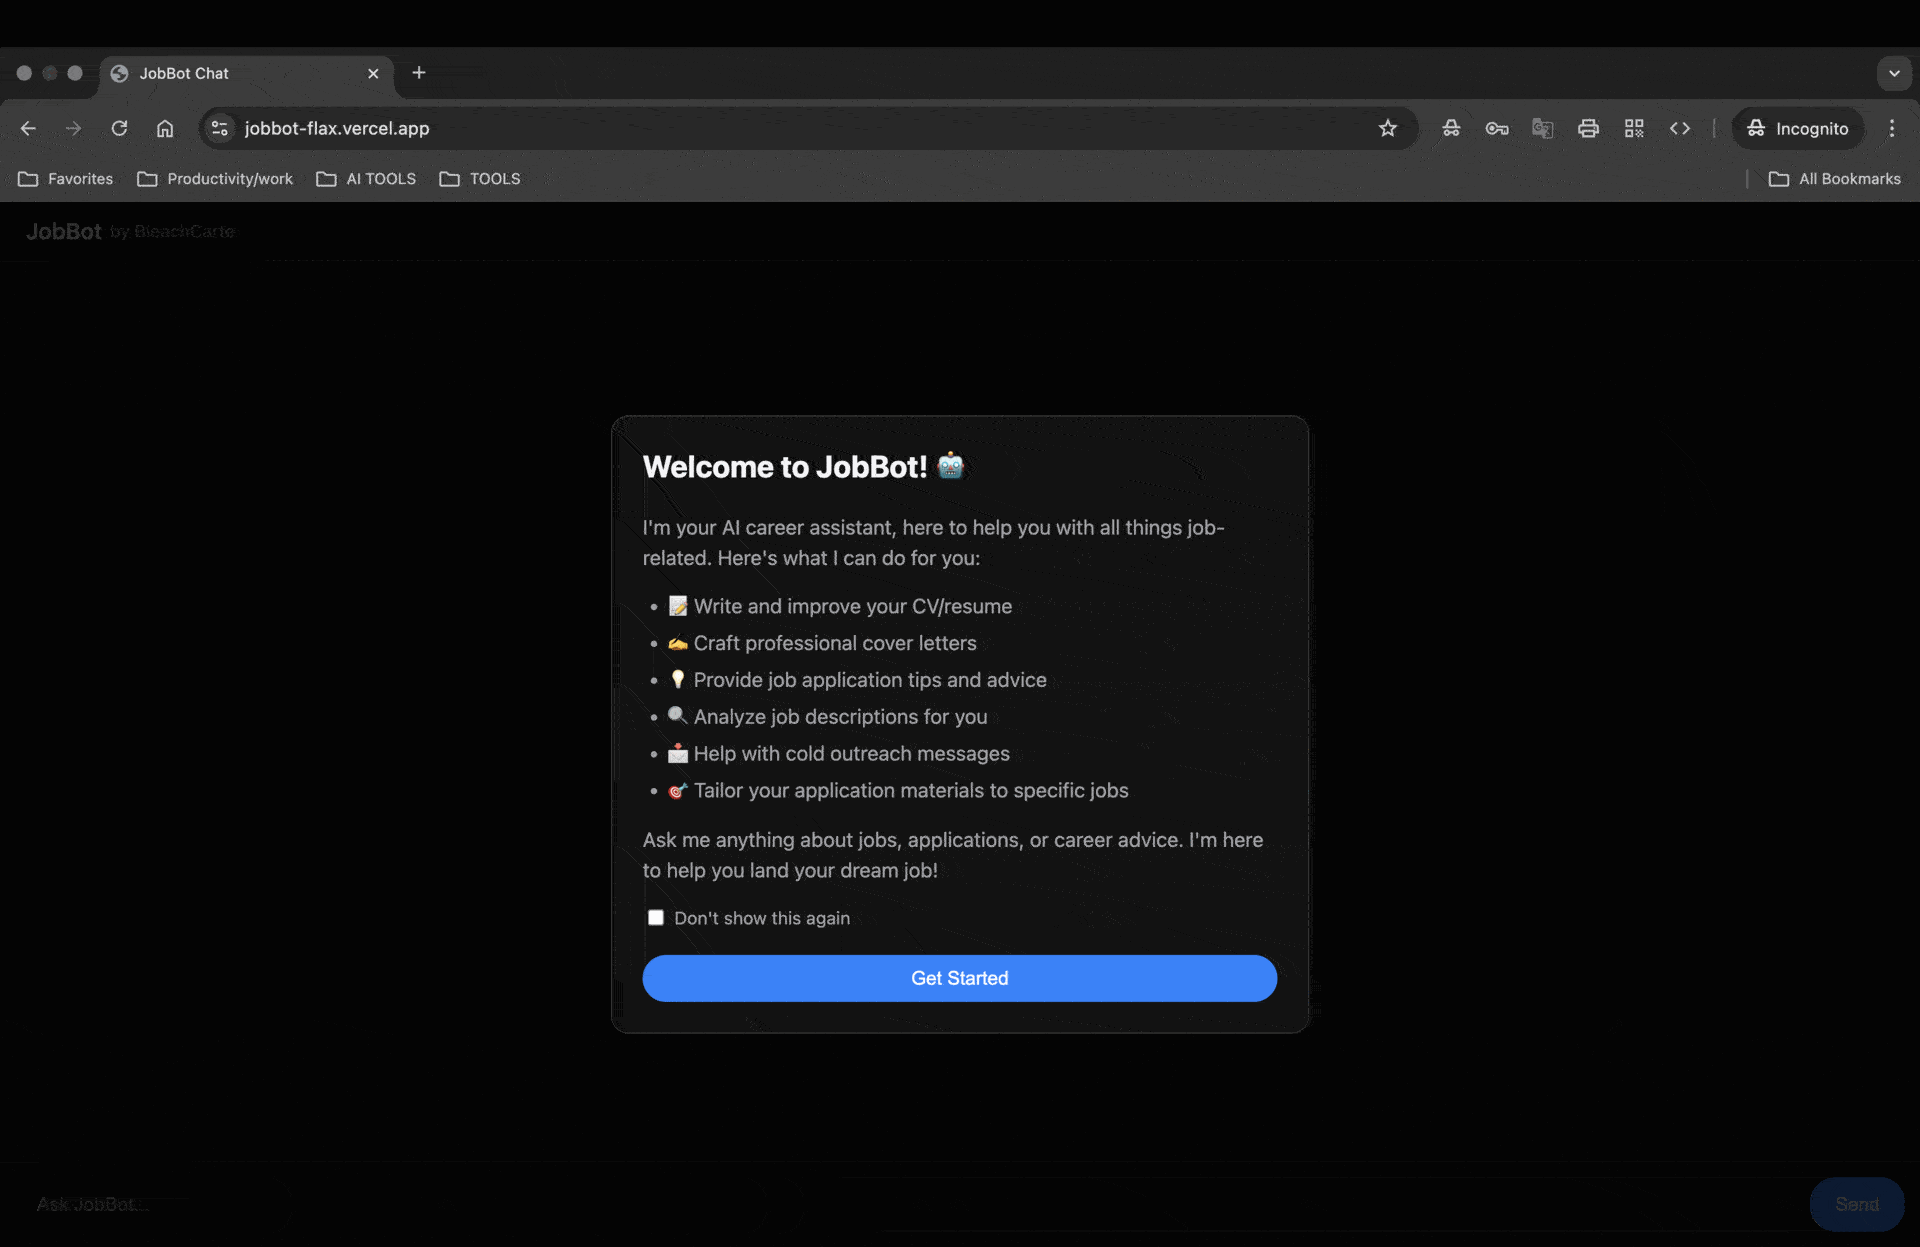 JobBot Chat
jobbot-flax.vercel.app
Incognito
Favorites
Productivity/work
AI TOOLS
TOOLS
All Bookmarks
JobBot by BleachCarte
Welcome to JobBot! 🤖
I'm your AI career assistant, here to help you with all things job-
related. Here's what I can do for you:
• 📝 Write and improve your CV/resume
• ✍️ Craft professional cover letters
• 💡 Provide job application tips and advice
• 🔍 Analyze job descriptions for you
• 📩 Help with cold outreach messages
• 🎯 Tailor your application materials to specific jobs
Ask me anything about jobs, applications, or career advice. I'm here
to help you land your dream job!
Don't show this again
Get Started
Ask JobBot...
Send